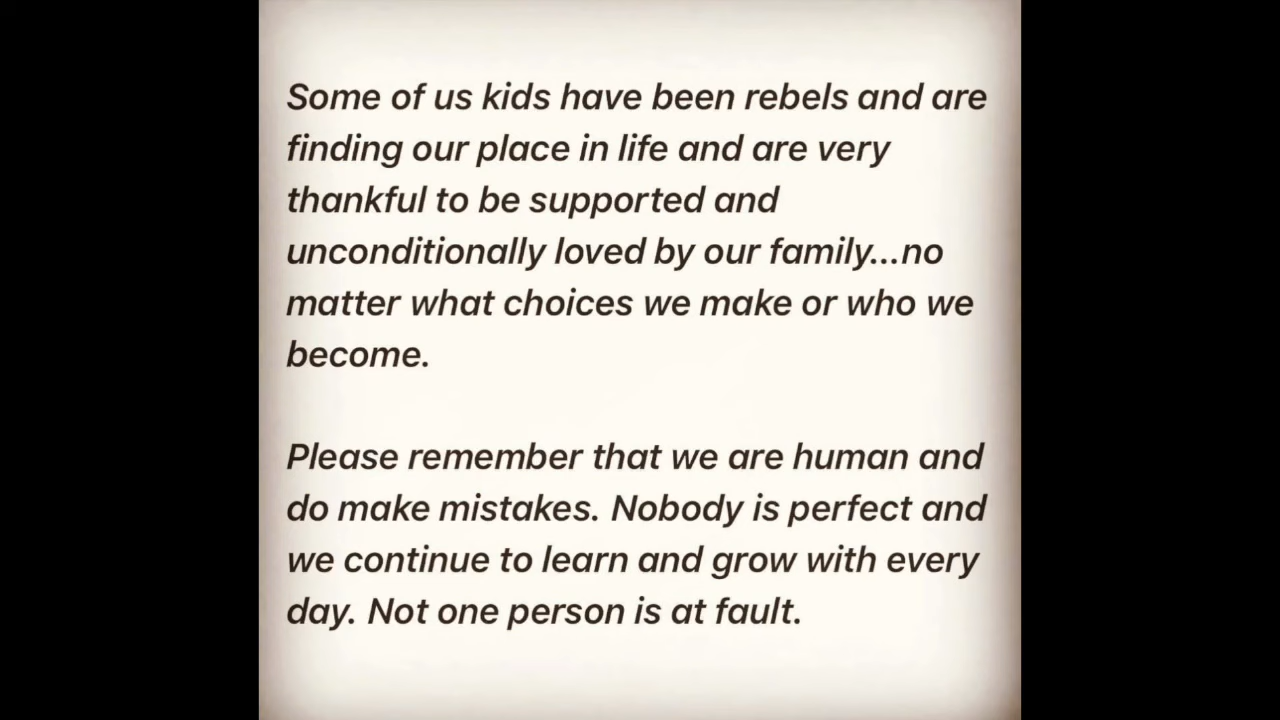 Some of us kids have been rebels and are
finding our place in life and are very
thankful to be supported and
unconditionally loved by our family...no
matter what choices we make or who we
become.
Please remember that we are human and
do make mistakes. Nobody is perfect and
we continue to learn and grow with every
day. Not one person is at fault.